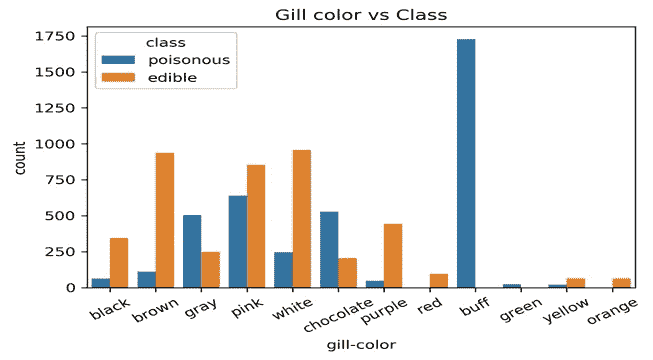 Gill color vs Class
class
poisonous
edible
count
1750
1500
1250
1000
750
500
250
0
black brown gray pink white chocolate purple red buff green yellow orange
gill-color